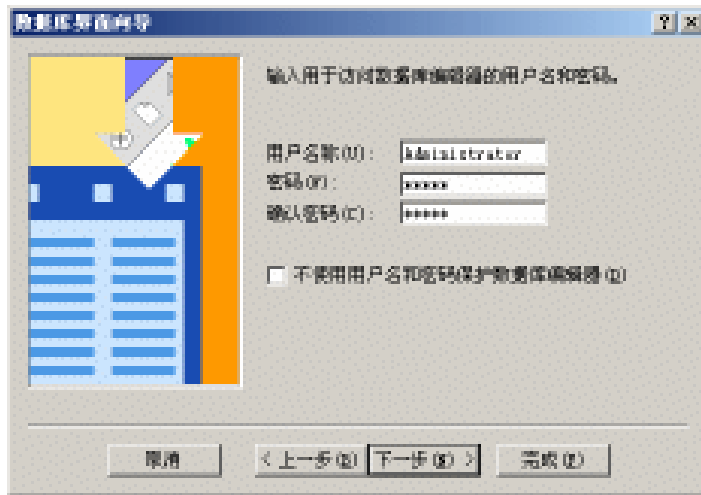 数据库界面向导
输入用于访问数据库编辑器的用户名和密码。
用户名称(U)： Administrator
密码(P)： *****
确认密码(C)： *****
不使用用户名和密码保护数据库编辑器(D)
取消 < 上一步(B) 下一步(N) > 完成(F)